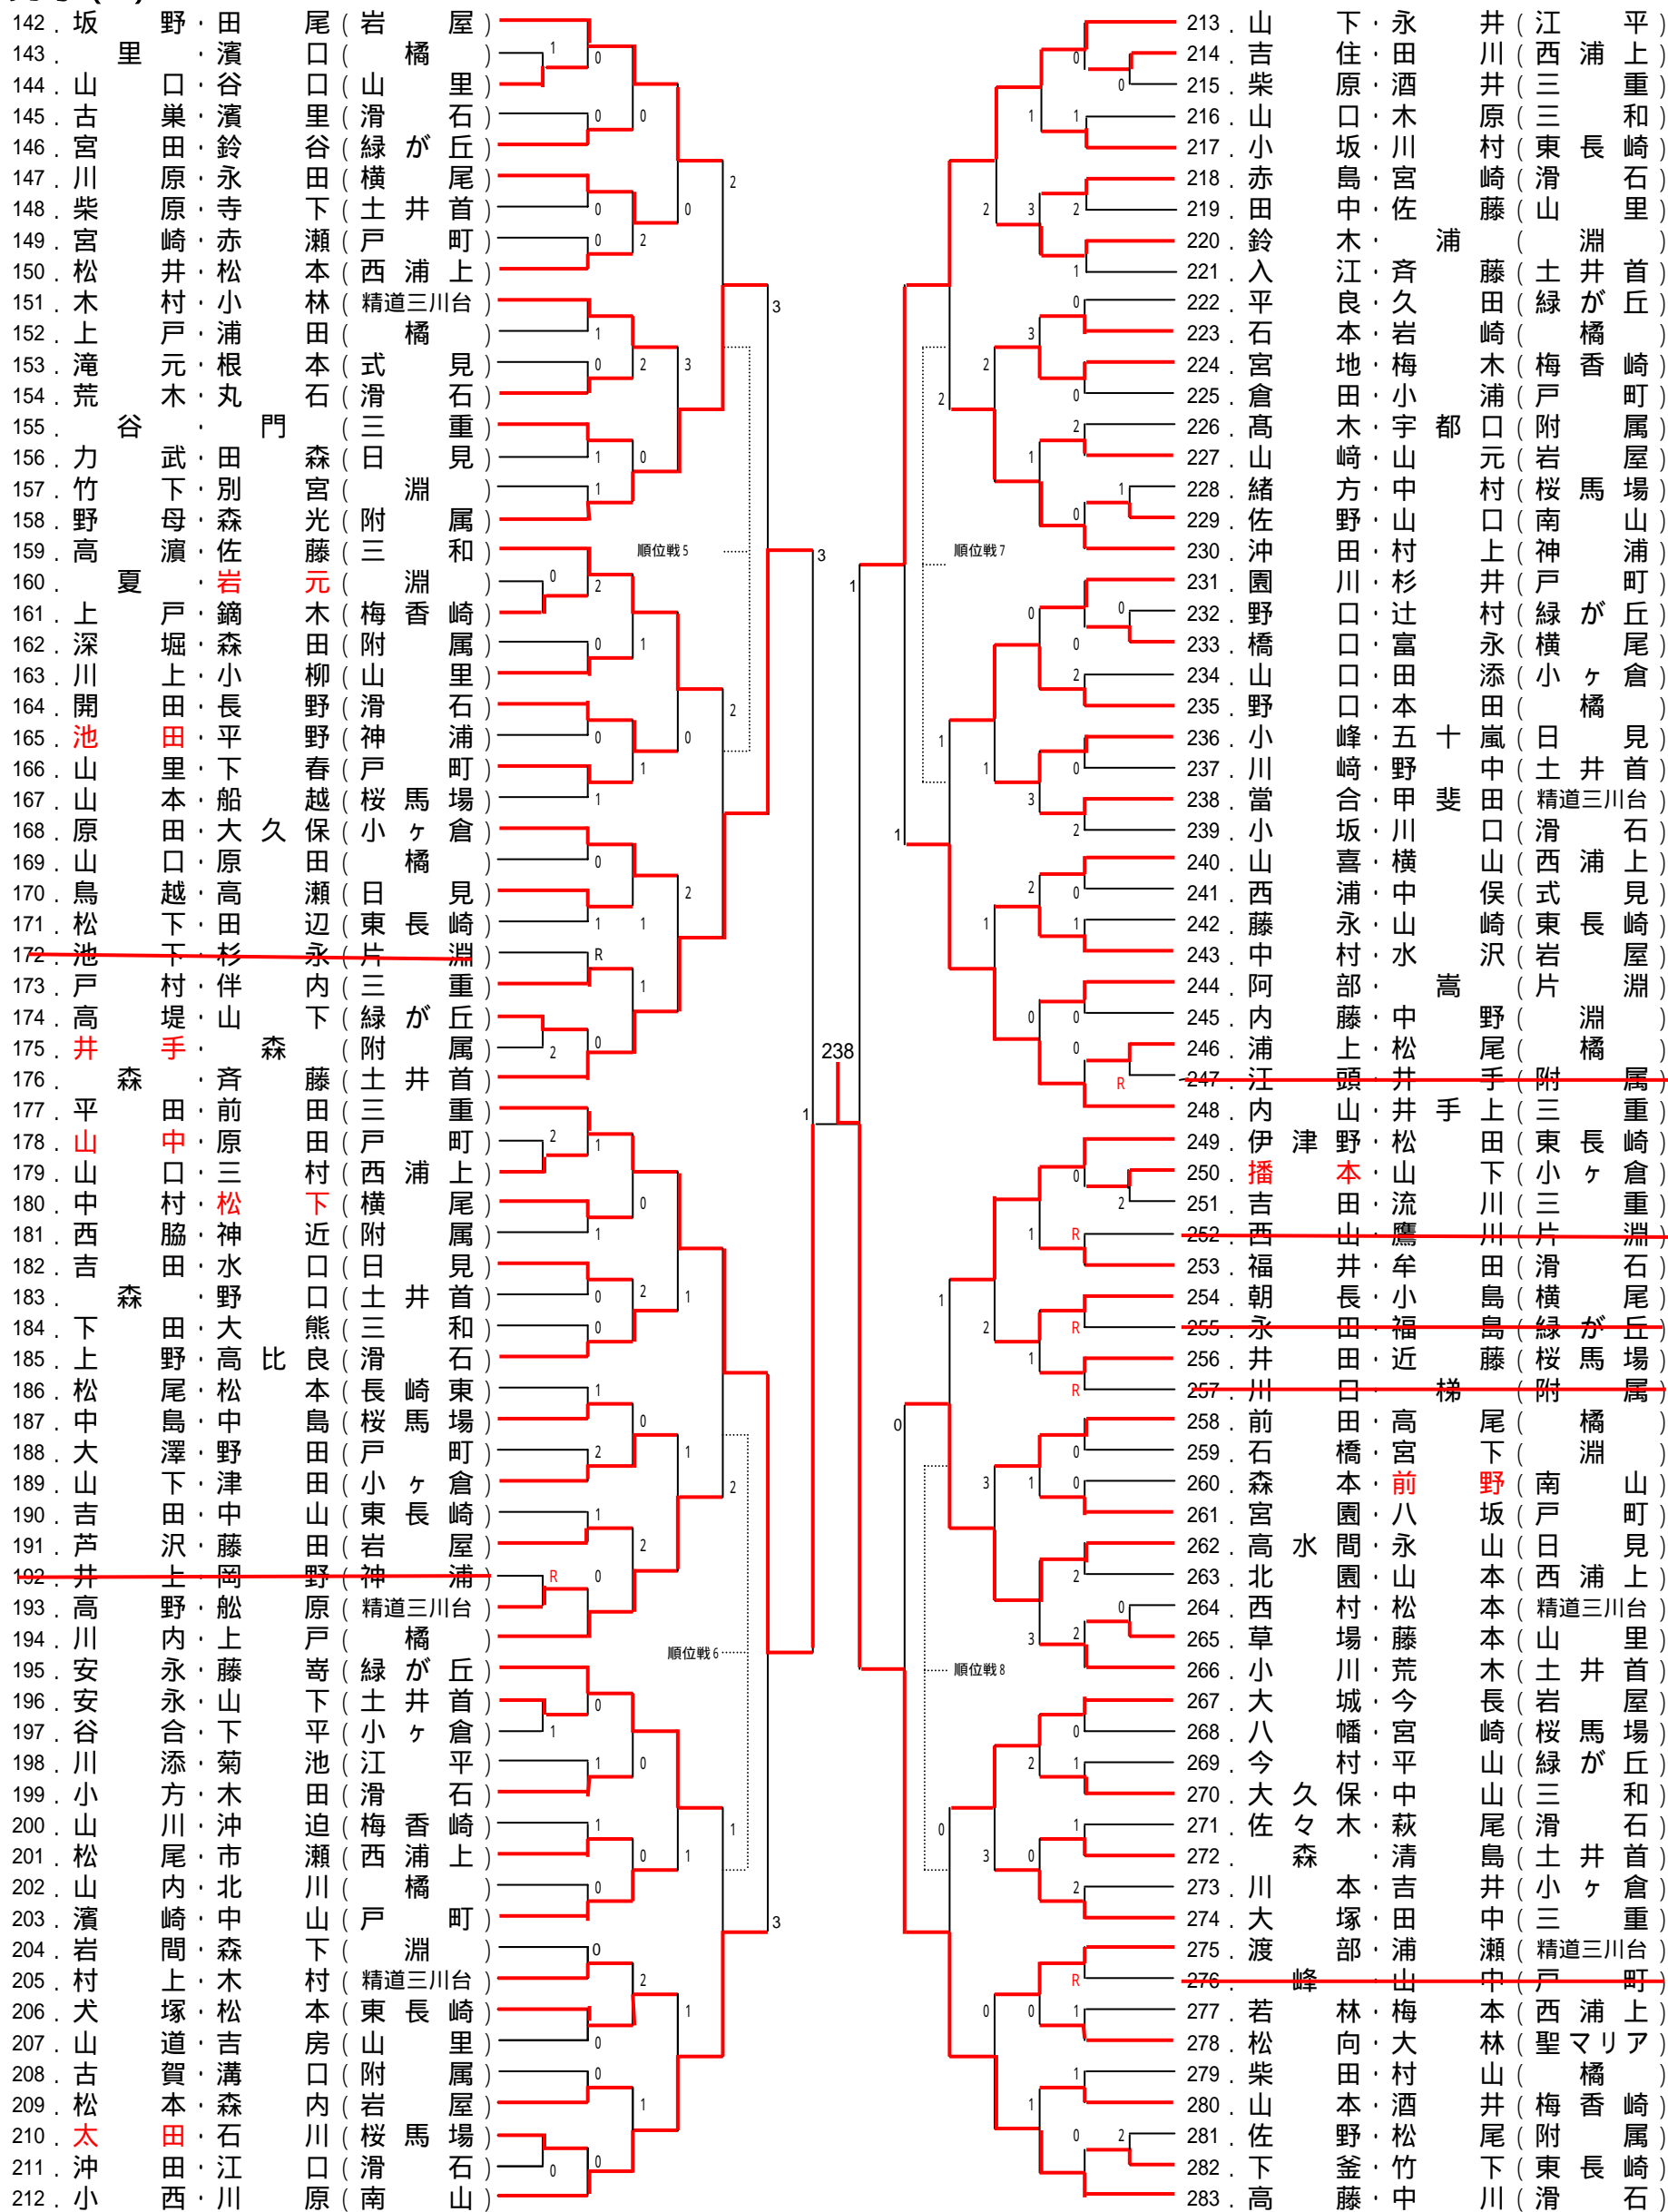 142 . 坂 野 ・ 田 尾 ( 岩 屋 )
143 . 里 ・ 濱 口 ( 橘 )
144 . 山 口 ・ 谷 口 ( 山 里 )
145 . 古 巣 ・ 濱 里 ( 滑 石 )
146 . 宮 田 ・ 鈴 谷 ( 緑 が 丘 )
147 . 川 原 ・ 永 田 ( 横 尾 )
148 . 柴 原 ・ 寺 下 ( 土 井 首 )
149 . 宮 崎 ・ 赤 瀬 ( 戸 町 )
150 . 松 井 ・ 松 本 ( 西 浦 上 )
151 . 木 村 ・ 小 林 ( 精道三川台 )
152 . 上 戸 ・ 浦 田 ( 橘 )
153 . 滝 元 ・ 根 本 ( 式 見 )
154 . 荒 木 ・ 丸 石 ( 滑 石 )
155 . 谷 ・ 門 ( 三 重 )
156 . 力 武 ・ 田 森 ( 日 見 )
157 . 竹 下 ・ 別 宮 ( 淵 )
158 . 野 母 ・ 森 光 ( 附 属 )
159 . 高 濵 ・ 佐 藤 ( 三 和 )
160 . 夏 ・ 岩 元 ( 淵 )
161 . 上 戸 ・ 鏑 木 ( 梅 香 崎 )
162 . 深 堀 ・ 森 田 ( 附 属 )
163 . 川 上 ・ 小 柳 ( 山 里 )
164 . 開 田 ・ 長 野 ( 滑 石 )
165 . 池 田 ・ 平 野 ( 神 浦 )
166 . 山 里 ・ 下 春 ( 戸 町 )
167 . 山 本 ・ 船 越 ( 桜 馬 場 )
168 . 原 田 ・ 大 久 保 ( 小 ヶ 倉 )
169 . 山 口 ・ 原 田 ( 橘 )
170 . 鳥 越 ・ 高 瀬 ( 日 見 )
171 . 松 下 ・ 田 辺 ( 東 長 崎 )
172 . 池 下 ・ 杉 永 ( 片 淵 )
173 . 戸 村 ・ 伴 内 ( 三 重 )
174 . 高 堤 ・ 山 下 ( 緑 が 丘 )
175 . 井 手 ・ 森 ( 附 属 )
176 . 森 ・ 斉 藤 ( 土 井 首 )
177 . 平 田 ・ 前 田 ( 三 重 )
178 . 山 中 ・ 原 田 ( 戸 町 )
179 . 山 口 ・ 三 村 ( 西 浦 上 )
180 . 中 村 ・ 松 下 ( 横 尾 )
181 . 西 脇 ・ 神 近 ( 附 属 )
182 . 吉 田 ・ 水 口 ( 日 見 )
183 . 森 ・ 野 口 ( 土 井 首 )
184 . 下 田 ・ 大 熊 ( 三 和 )
185 . 上 野 ・ 高 比 良 ( 滑 石 )
186 . 松 尾 ・ 松 本 ( 長 崎 東 )
187 . 中 島 ・ 中 島 ( 桜 馬 場 )
188 . 大 澤 ・ 野 田 ( 戸 町 )
189 . 山 下 ・ 津 田 ( 小 ヶ 倉 )
190 . 吉 田 ・ 中 山 ( 東 長 崎 )
191 . 芦 沢 ・ 藤 田 ( 岩 屋 )
192 . 井 上 ・ 岡 野 ( 神 浦 )
193 . 高 野 ・ 舩 原 ( 精道三川台 )
194 . 川 内 ・ 上 戸 ( 橘 )
195 . 安 永 ・ 藤 嵜 ( 緑 が 丘 )
196 . 安 永 ・ 山 下 ( 土 井 首 )
197 . 谷 合 ・ 下 平 ( 小 ヶ 倉 )
198 . 川 添 ・ 菊 池 ( 江 平 )
199 . 小 方 ・ 木 田 ( 滑 石 )
200 . 山 川 ・ 沖 迫 ( 梅 香 崎 )
201 . 松 尾 ・ 市 瀬 ( 西 浦 上 )
202 . 山 内 ・ 北 川 ( 橘 )
203 . 濱 崎 ・ 中 山 ( 戸 町 )
204 . 岩 間 ・ 森 下 ( 淵 )
205 . 村 上 ・ 木 村 ( 精道三川台 )
206 . 犬 塚 ・ 松 本 ( 東 長 崎 )
207 . 山 道 ・ 吉 房 ( 山 里 )
208 . 古 賀 ・ 溝 口 ( 附 属 )
209 . 松 本 ・ 森 内 ( 岩 屋 )
210 . 太 田 ・ 石 川 ( 桜 馬 場 )
211 . 沖 田 ・ 江 口 ( 滑 石 )
212 . 小 西 ・ 川 原 ( 南 山 )
順位戦5
順位戦6
238
順位戦7
順位戦8
213 . 山 下 ・ 永 井 ( 江 平 )
214 . 吉 住 ・ 田 川 ( 西 浦 上 )
215 . 柴 原 ・ 酒 井 ( 三 重 )
216 . 山 口 ・ 木 原 ( 三 和 )
217 . 小 坂 ・ 川 村 ( 東 長 崎 )
218 . 赤 島 ・ 宮 崎 ( 滑 石 )
219 . 田 中 ・ 佐 藤 ( 山 里 )
220 . 鈴 木 ・ 浦 ( 淵 )
221 . 入 江 ・ 斉 藤 ( 土 井 首 )
222 . 平 良 ・ 久 田 ( 緑 が 丘 )
223 . 石 本 ・ 岩 崎 ( 橘 )
224 . 宮 地 ・ 梅 木 ( 梅 香 崎 )
225 . 倉 田 ・ 小 浦 ( 戸 町 )
226 . 髙 木 ・ 宇 都 口 ( 附 属 )
227 . 山 﨑 ・ 山 元 ( 岩 屋 )
228 . 緒 方 ・ 中 村 ( 桜 馬 場 )
229 . 佐 野 ・ 山 口 ( 南 山 )
230 . 沖 田 ・ 村 上 ( 神 浦 )
231 . 園 川 ・ 杉 井 ( 戸 町 )
232 . 野 口 ・ 辻 村 ( 緑 が 丘 )
233 . 橋 口 ・ 富 永 ( 横 尾 )
234 . 山 口 ・ 田 添 ( 小 ヶ 倉 )
235 . 野 口 ・ 本 田 ( 橘 )
236 . 小 峰 ・ 五 十 嵐 ( 日 見 )
237 . 川 﨑 ・ 野 中 ( 土 井 首 )
238 . 當 合 ・ 甲 斐 田 ( 精道三川台 )
239 . 小 坂 ・ 川 口 ( 滑 石 )
240 . 山 喜 ・ 横 山 ( 西 浦 上 )
241 . 西 浦 ・ 中 俣 ( 式 見 )
242 . 藤 永 ・ 山 崎 ( 東 長 崎 )
243 . 中 村 ・ 水 沢 ( 岩 屋 )
244 . 阿 部 ・ 嵩 ( 片 淵 )
245 . 内 藤 ・ 中 野 ( 淵 )
246 . 浦 上 ・ 松 尾 ( 橘 )
247 . 江 頭 ・ 井 手 ( 附 属 )
248 . 内 山 ・ 井 手 上 ( 三 重 )
249 . 伊 津 野 ・ 松 田 ( 東 長 崎 )
250 . 播 本 ・ 山 下 ( 小 ヶ 倉 )
251 . 吉 田 ・ 流 川 ( 三 重 )
252 . 西 山 ・ 鷹 川 ( 片 淵 )
253 . 福 井 ・ 牟 田 ( 滑 石 )
254 . 朝 長 ・ 小 島 ( 横 尾 )
255 . 永 田 ・ 福 島 ( 緑 が 丘 )
256 . 井 田 ・ 近 藤 ( 桜 馬 場 )
257 . 川 口 ・ 梯 ( 附 属 )
258 . 前 田 ・ 高 尾 ( 橘 )
259 . 石 橋 ・ 宮 下 ( 淵 )
260 . 森 本 ・ 前 野 ( 南 山 )
261 . 宮 園 ・ 八 坂 ( 戸 町 )
262 . 高 水 間 ・ 永 山 ( 日 見 )
263 . 北 園 ・ 山 本 ( 西 浦 上 )
264 . 西 村 ・ 松 本 ( 精道三川台 )
265 . 草 場 ・ 藤 本 ( 山 里 )
266 . 小 川 ・ 荒 木 ( 土 井 首 )
267 . 大 城 ・ 今 長 ( 岩 屋 )
268 . 八 幡 ・ 宮 崎 ( 桜 馬 場 )
269 . 今 村 ・ 平 山 ( 緑 が 丘 )
270 . 大 久 保 ・ 中 山 ( 三 和 )
271 . 佐 々 木 ・ 萩 尾 ( 滑 石 )
272 . 森 ・ 清 島 ( 土 井 首 )
273 . 川 本 ・ 吉 井 ( 小 ヶ 倉 )
274 . 大 塚 ・ 田 中 ( 三 重 )
275 . 渡 部 ・ 浦 瀬 ( 精道三川台 )
276 . 峰 ・ 山 中 ( 戸 町 )
277 . 若 林 ・ 梅 本 ( 西 浦 上 )
278 . 松 向 ・ 大 林 ( 聖マリア )
279 . 柴 田 ・ 村 山 ( 橘 )
280 . 山 本 ・ 酒 井 ( 梅 香 崎 )
281 . 佐 野 ・ 松 尾 ( 附 属 )
282 . 下 釜 ・ 竹 下 ( 東 長 崎 )
283 . 高 藤 ・ 中 川 ( 滑 石 )